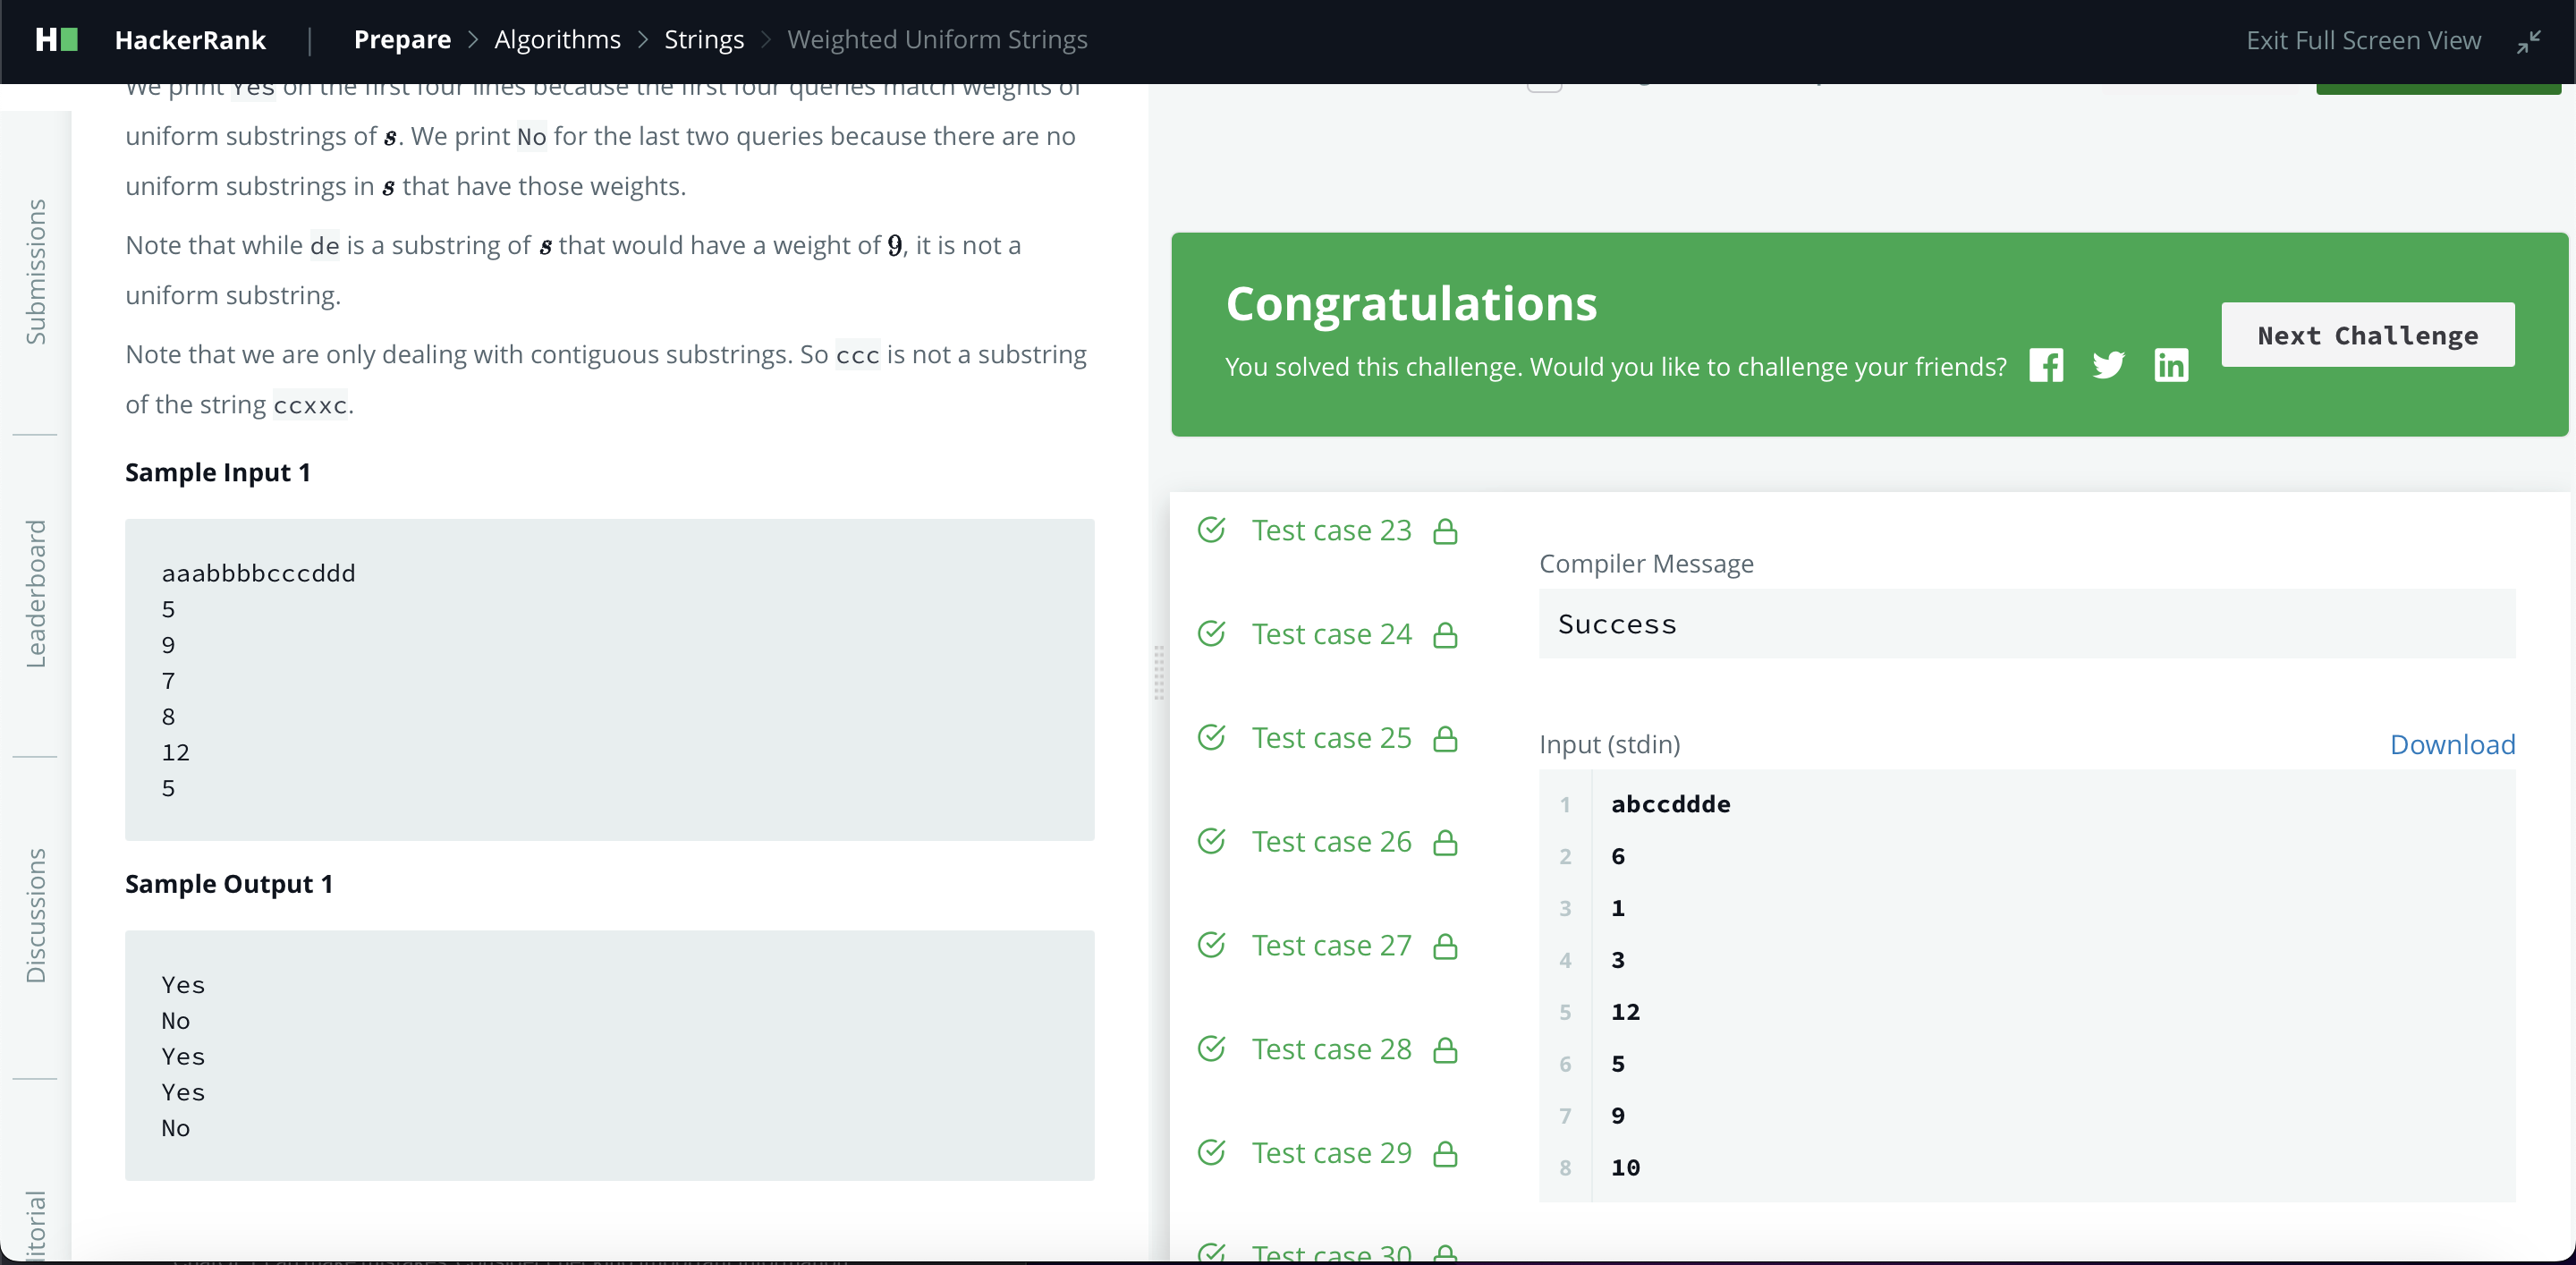 HackerRank | Prepare > Algorithms > Strings > Weighted Uniform Strings
Exit Full Screen View
Submissions
Leaderboard
Discussions
itorial
We print Yes on the first four lines because the first four queries match weights of
uniform substrings of s. We print No for the last two queries because there are no
uniform substrings in s that have those weights.
Note that while de is a substring of s that would have a weight of 9, it is not a
uniform substring.
Note that we are only dealing with contiguous substrings. So ccc is not a substring
of the string ccxxc.
Sample Input 1
aaabbbbcccddd
5
9
7
8
12
5
Sample Output 1
Yes
No
Yes
Yes
No
Congratulations
You solved this challenge. Would you like to challenge your friends?
Next Challenge
Test case 23
Test case 24
Test case 25
Test case 26
Test case 27
Test case 28
Test case 29
Test case 30
Compiler Message
Success
Input (stdin)
Download
1 abccddde
2 6
3 1
4 3
5 12
6 5
7 9
8 10